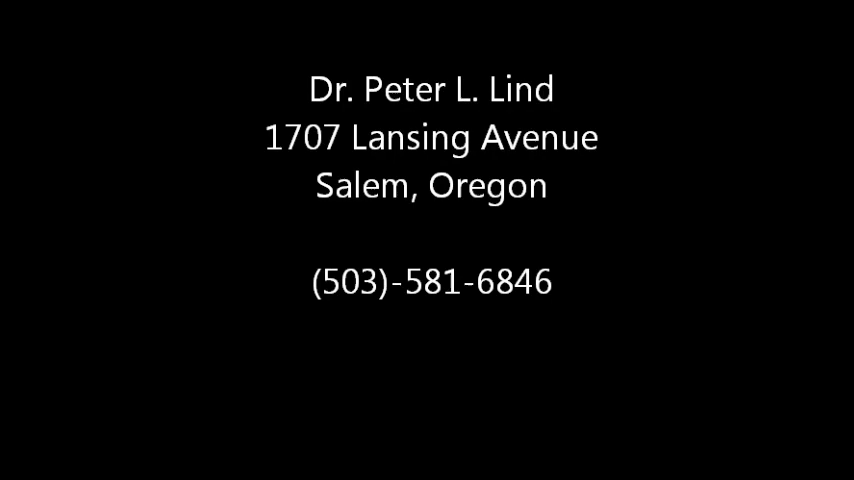 Dr. Peter L. Lind
1707 Lansing Avenue
Salem, Oregon
(503)-581-6846